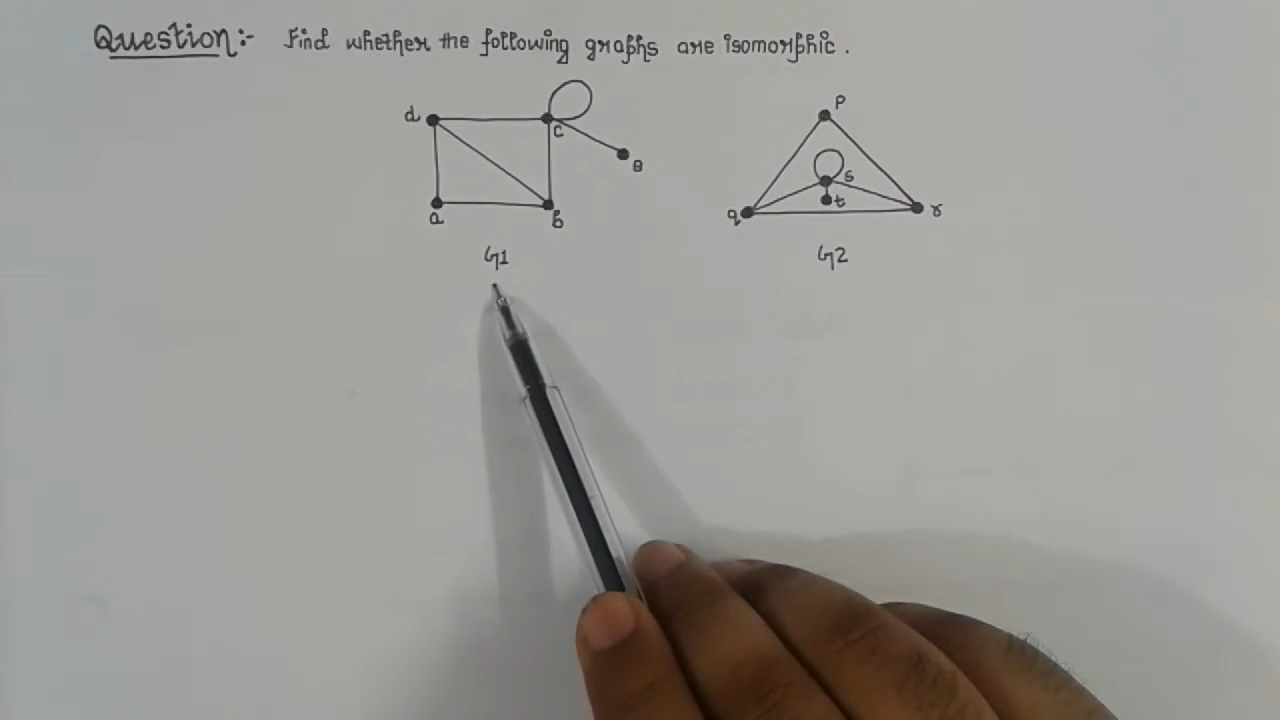 Question:- Find whether the following graphs are isomorphic.
d c e a b
p s t q r
G1 G2